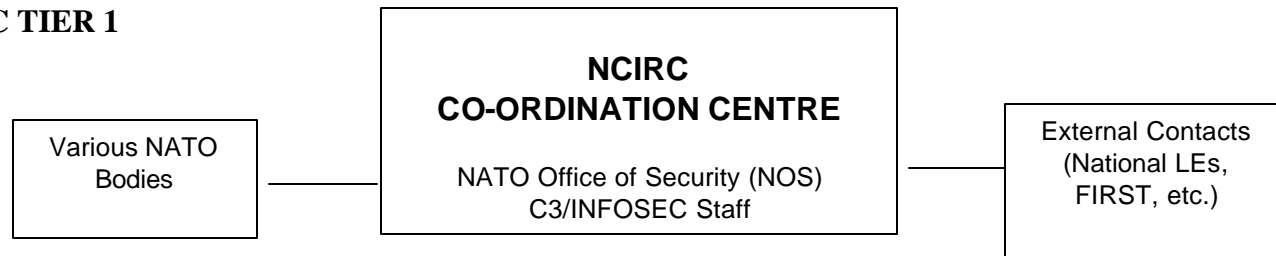 C TIER 1
NCIRC
CO-ORDINATION CENTRE
NATO Office of Security (NOS)
C3/INFOSEC Staff
Various NATO
Bodies
External Contacts
(National LEs,
FIRST, etc.)